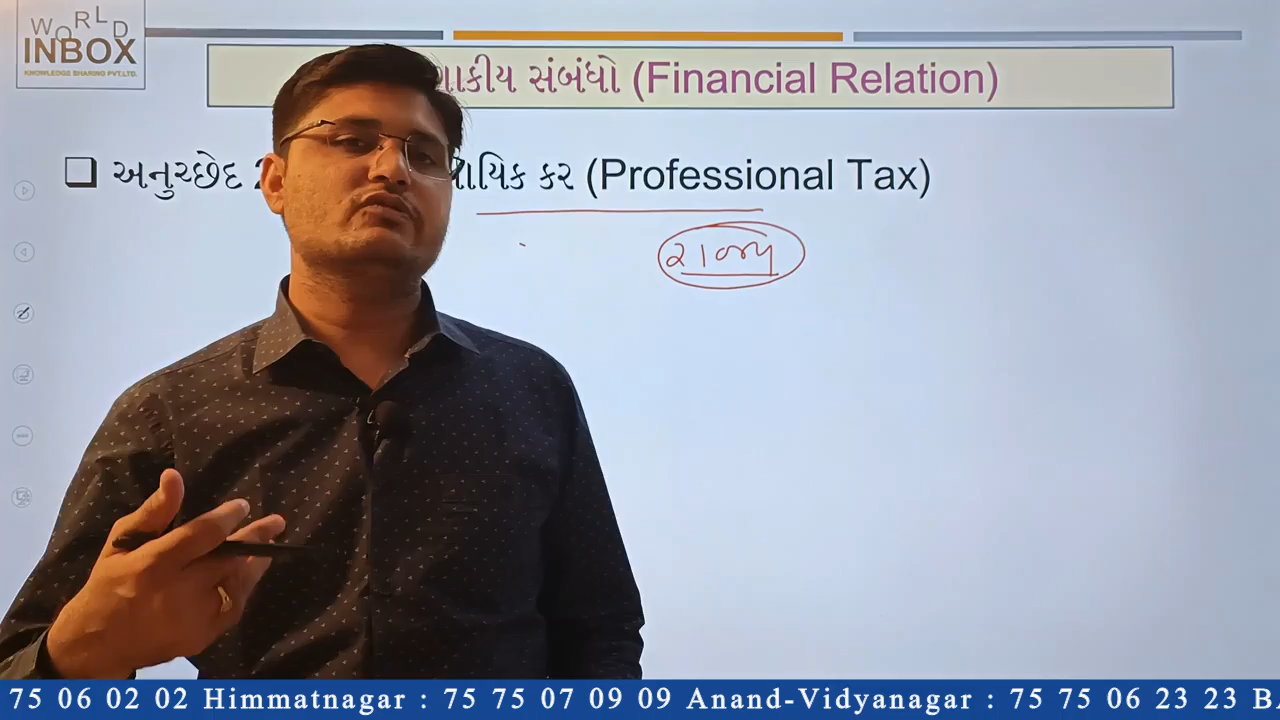 WORLD
INBOX
KNOWLEDGE SHARING PVT.LTD.
સંબંધો (Financial Relation)
અનુચ્છેદ કર (Professional Tax)
રાજ્ય
75 06 02 02 Himmatnagar : 75 75 07 09 09 Anand-Vidyanagar : 75 75 06 23 23